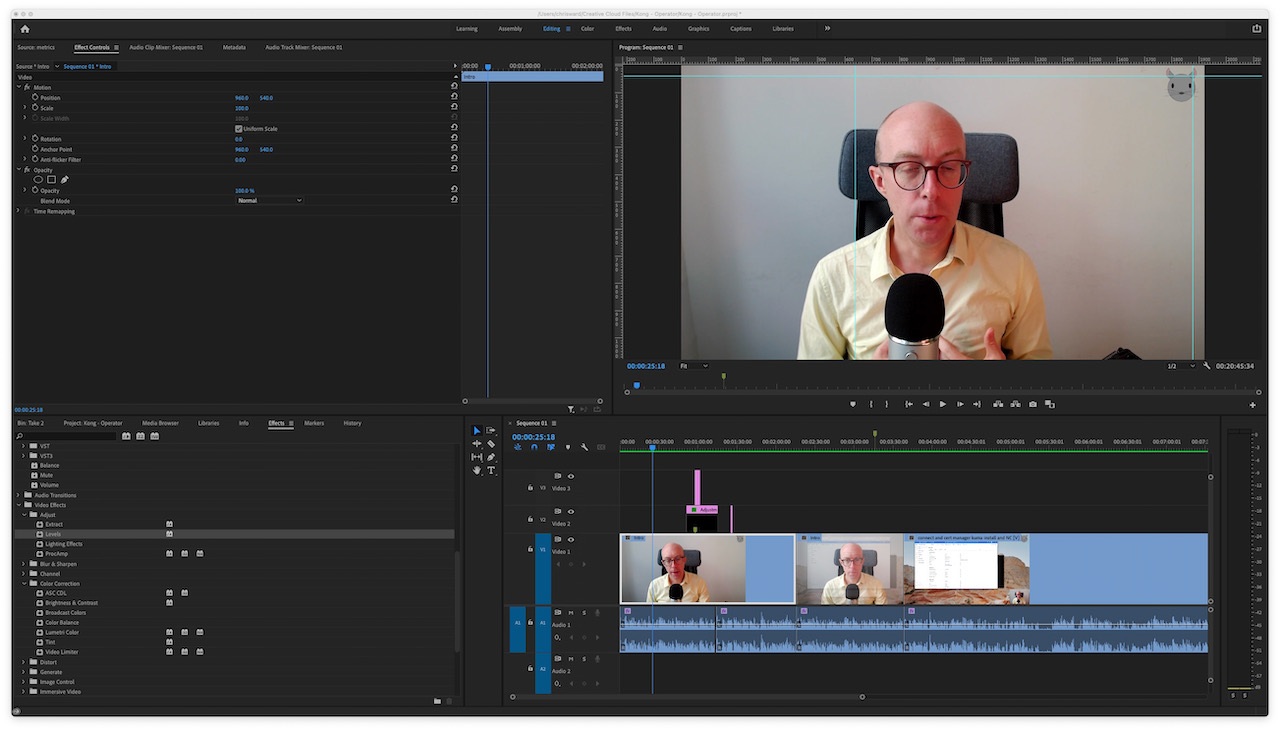 /Users/chrisward/Creative Cloud Files/Kong - Operator/Kong - Operator.prproj *
Learning Assembly Editing Color Effects Audio Graphics Captions Libraries
Source: metrics Effect Controls Audio Clip Mixer: Sequence 01 Metadata Audio Track Mixer: Sequence 01
Program: Sequence 01
Source * Intro Sequence 01 * Intro
:00:00 00:01:00:00 00:02:00:00
Video
Intro
fx Motion
Position 960.0 540.0
Scale 100.0
Scale Width 100.0
Uniform Scale
Rotation 0.0
Anchor Point 960.0 540.0
Anti-flicker Filter 0.00
fx Opacity
Opacity 100.0 %
Blend Mode Normal
Time Remapping
00:00:25:18 Fit 1/2 00:20:45:34
00:00:25:18
Bin: Take 2 Project: Kong - Operator Media Browser Libraries Info Effects Markers History
VST
VST3
Balance
Mute
Volume
Audio Transitions
Video Effects
Adjust
Extract
Levels
Lighting Effects
ProcAmp
Blur & Sharpen
Channel
Color Correction
ASC CDL
Brightness & Contrast
Broadcast Colors
Color Balance
Lumetri Color
Tint
Video Limiter
Distort
Generate
Image Control
Immersive Video
× Sequence 01
00:00:25:18
:00:00 00:00:30:00 00:01:00:00 00:01:30:00 00:02:00:00 00:02:30:00 00:03:00:00 00:03:30:00 00:04:00:01 00:04:30:01 00:05:00:01 00:05:30:01 00:06:00:01 00:06:30:01 00:07:00:01
V3 Video 3
V2 Video 2
Adjustm
V1 Video 1
Intro
Intro
connect and cert manager kuma install and NC [V]
A1 A1 M S
Audio 1
A2 M S
Audio 2
S S